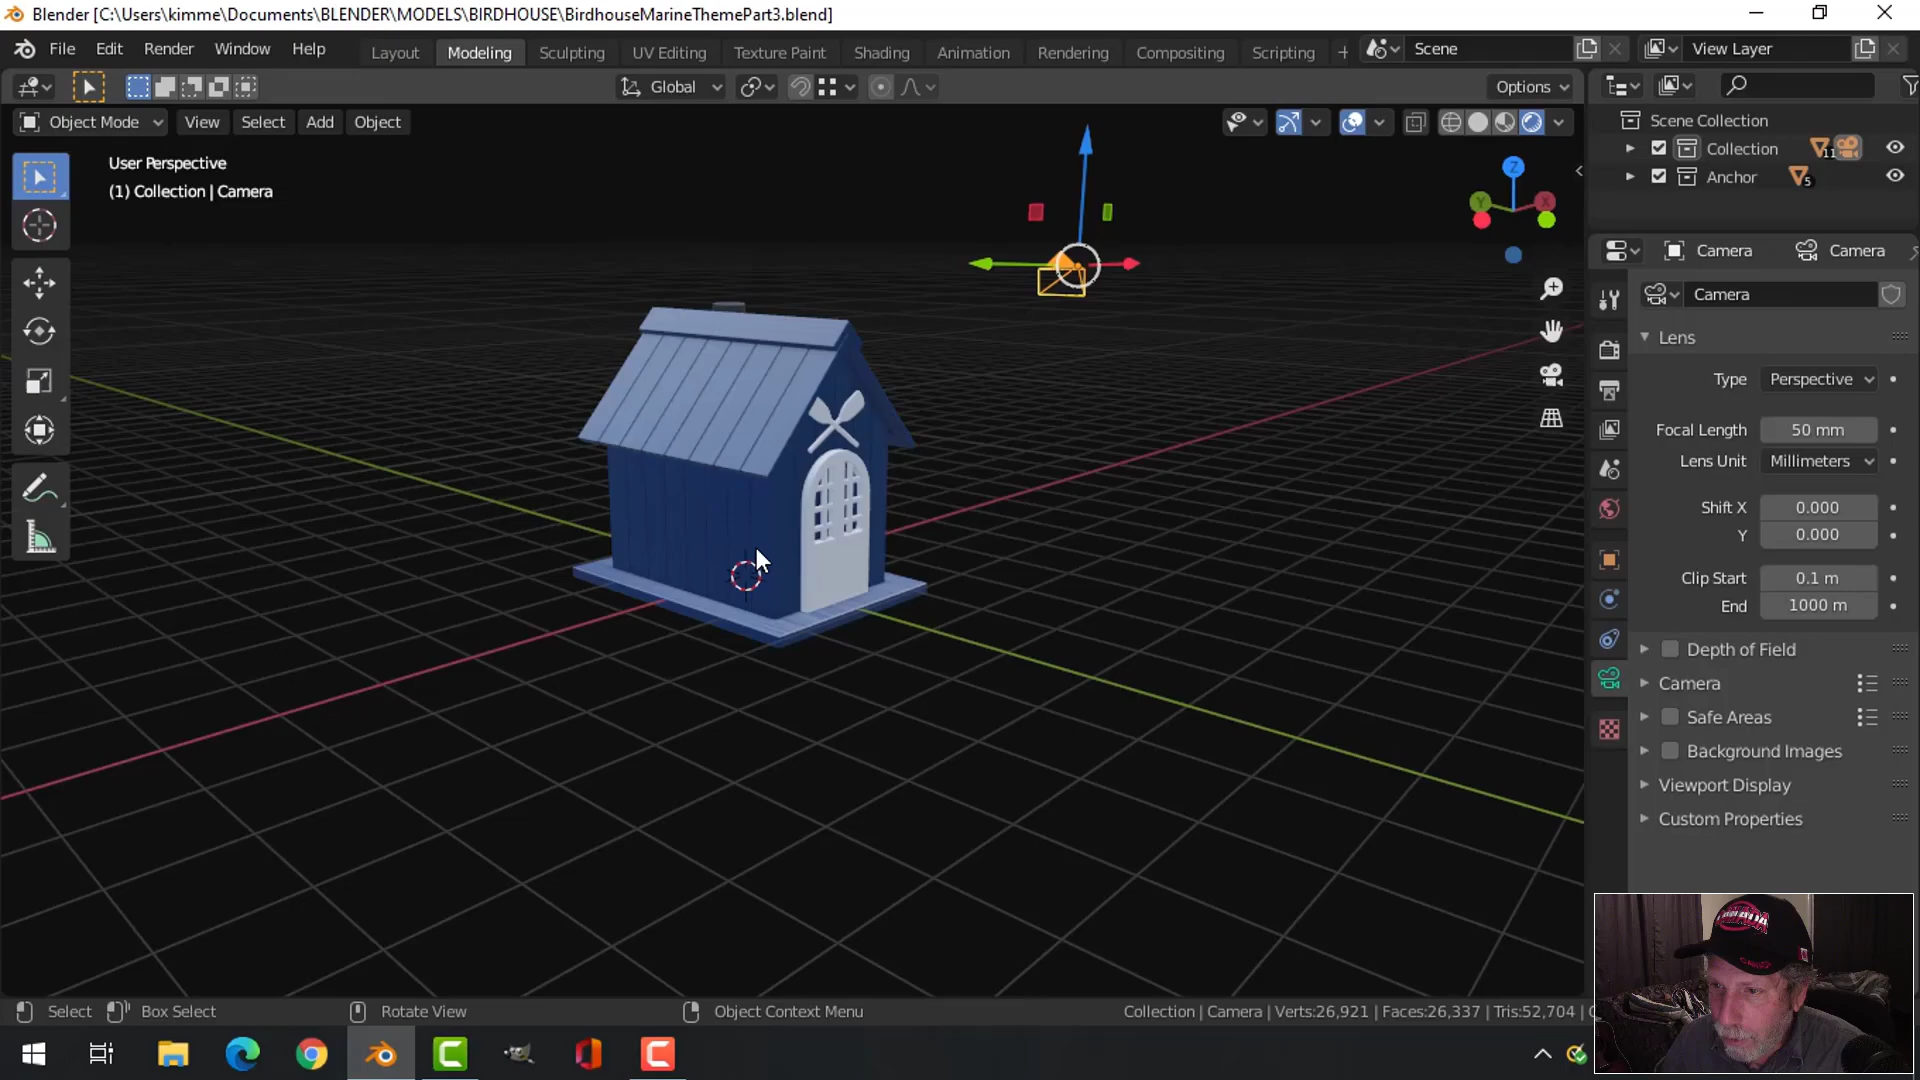 Blender [C:\Users\kimme\Documents\BLENDER\MODELS\BIRDHOUSE\BirdhouseMarineThemePart3.blend]
File Edit Render Window Help Layout Modeling Sculpting UV Editing Texture Paint Shading Animation Rendering Compositing Scripting + Scene View Layer
Global Options
Object Mode View Select Add Object
User Perspective
(1) Collection | Camera
Z
Y X
Scene Collection
Collection 11
Anchor 5
Camera Camera
Camera
Lens
Type Perspective
Focal Length 50 mm
Lens Unit Millimeters
Shift X 0.000
Y 0.000
Clip Start 0.1 m
End 1000 m
Depth of Field
Camera
Safe Areas
Background Images
Viewport Display
Custom Properties
Select Box Select Rotate View Object Context Menu Collection | Camera | Verts:26,921 | Faces:26,337 | Tris:52,704 |